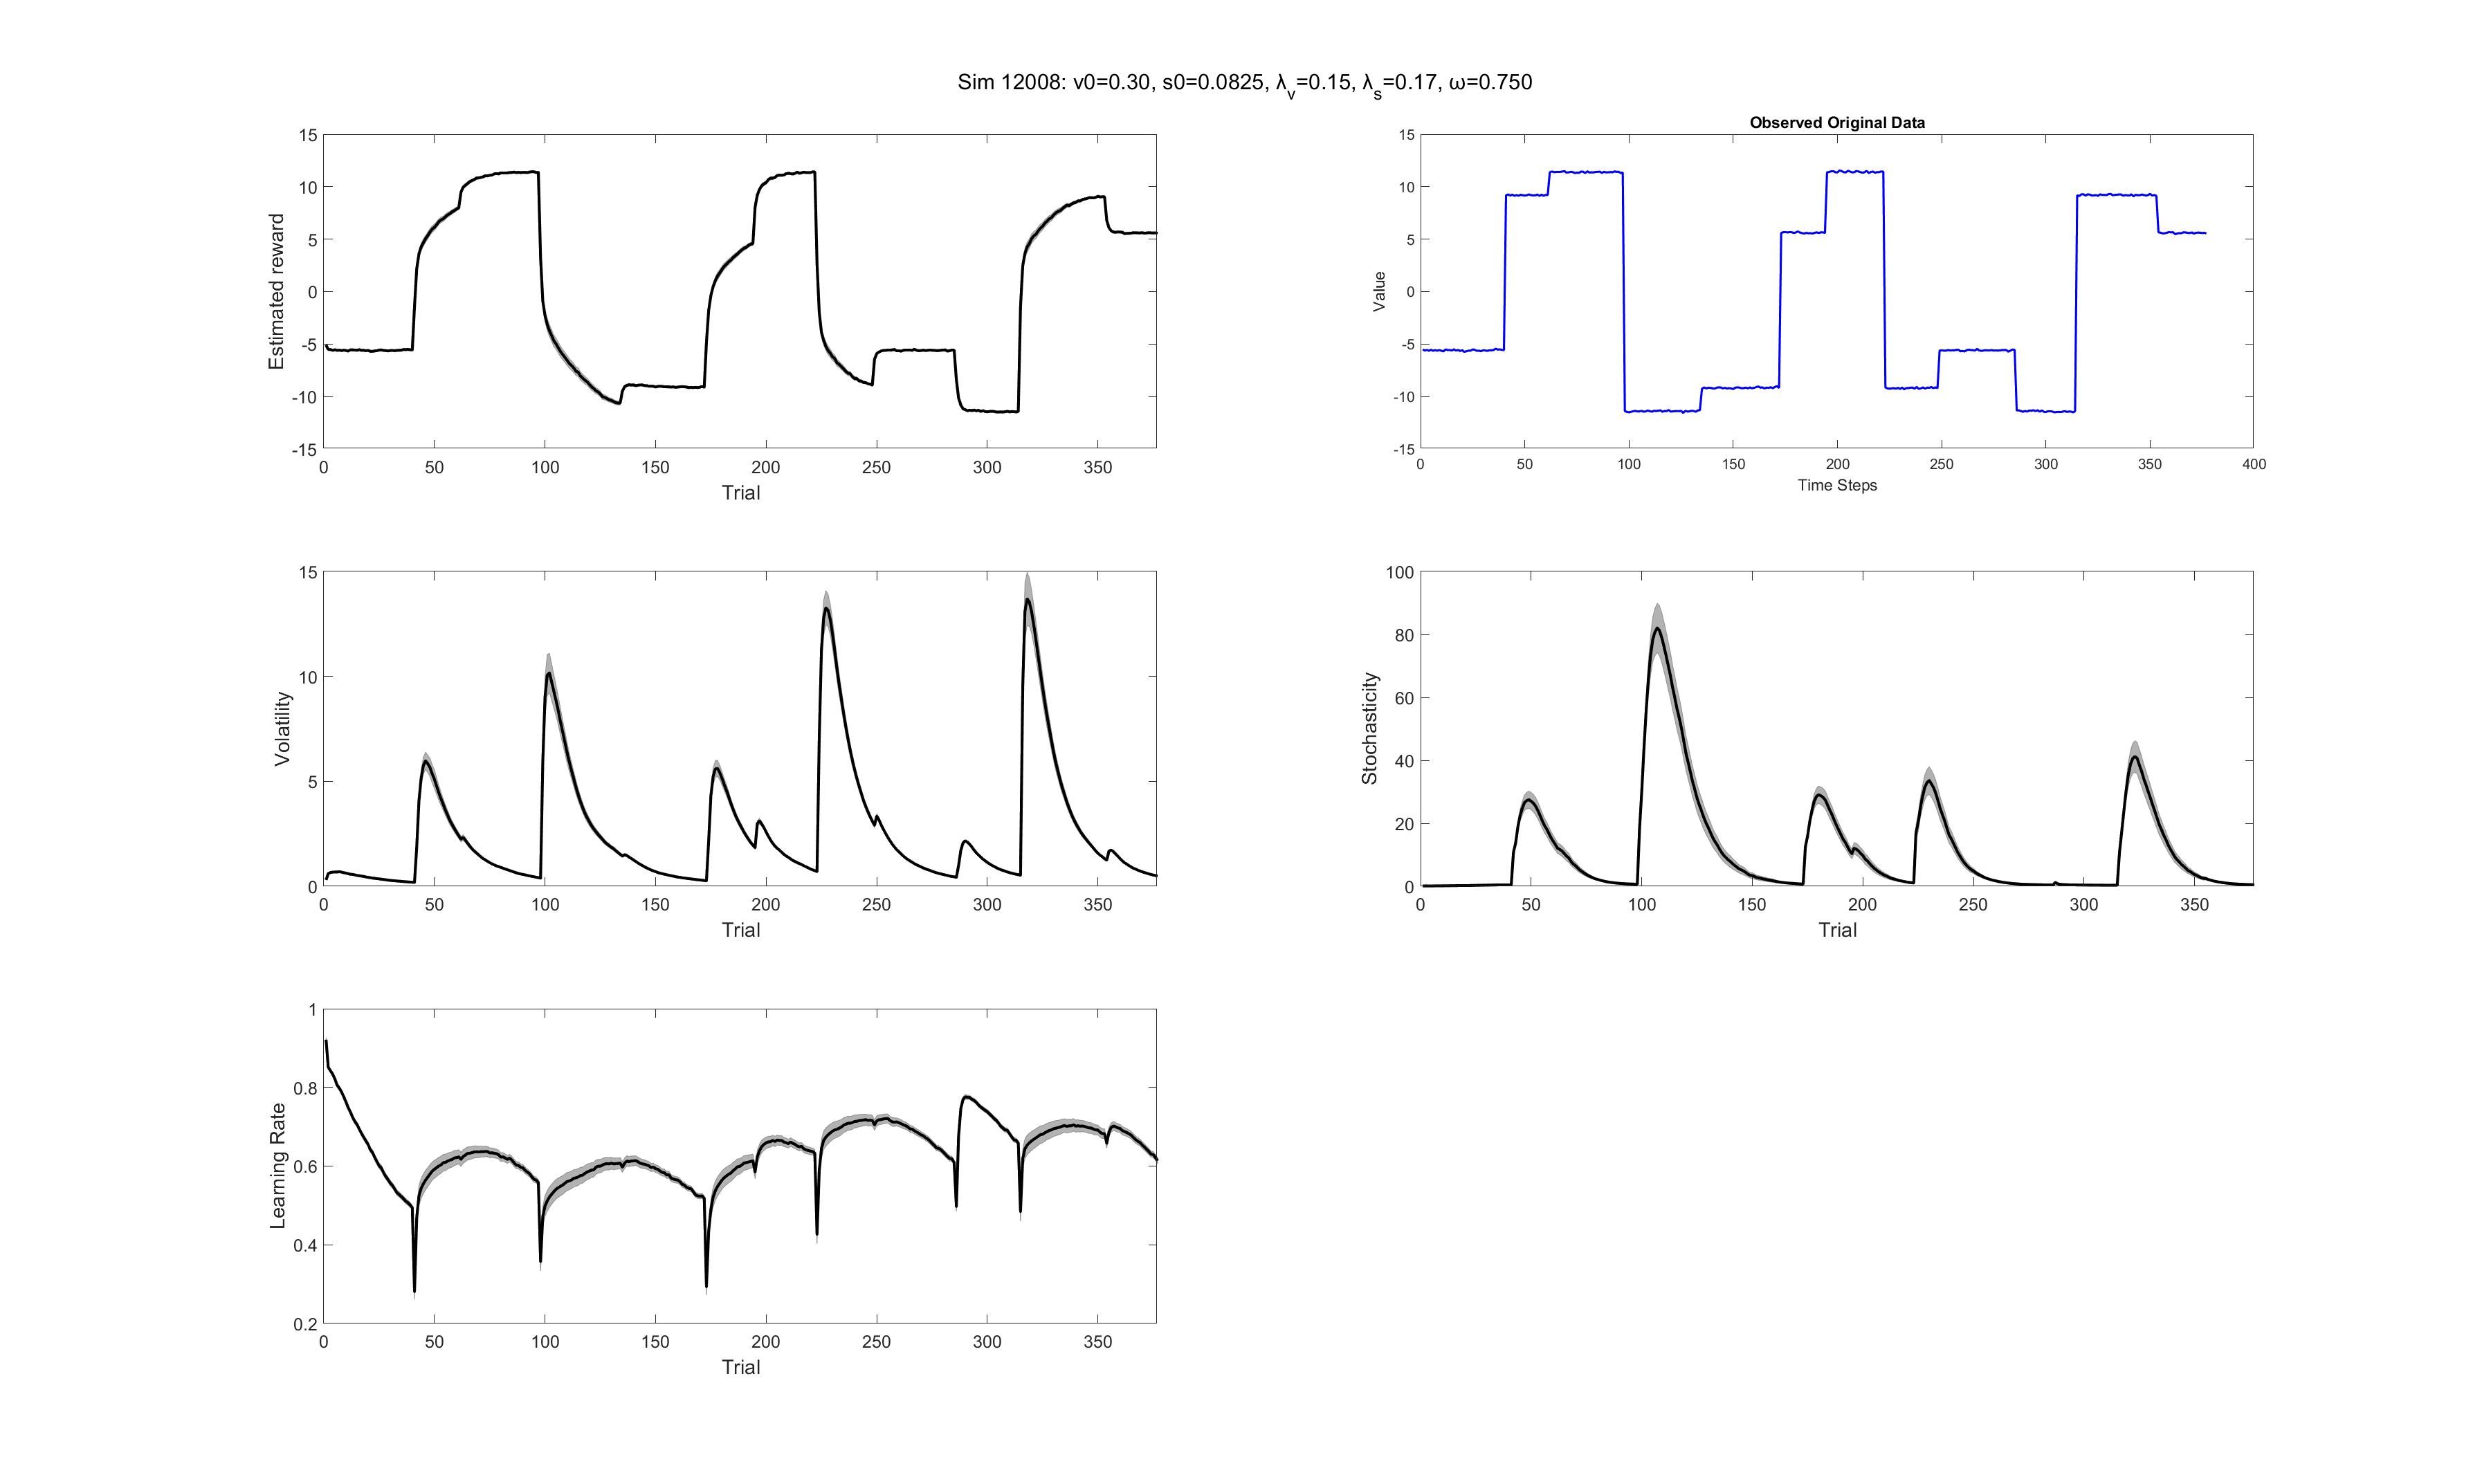 Sim 12008: v0=0.30, s0=0.0825, λv=0.15, λs=0.17, ω=0.750
15
10
5
0
-5
-10
-15
Estimated reward
0 50 100 150 200 250 300 350
Trial
Observed Original Data
15
10
5
0
-5
-10
-15
Value
0 50 100 150 200 250 300 350 400
Time Steps
15
10
5
0
Volatility
0 50 100 150 200 250 300 350
Trial
100
80
60
40
20
0
Stochasticity
0 50 100 150 200 250 300 350
Trial
1
0.8
0.6
0.4
0.2
Learning Rate
0 50 100 150 200 250 300 350
Trial